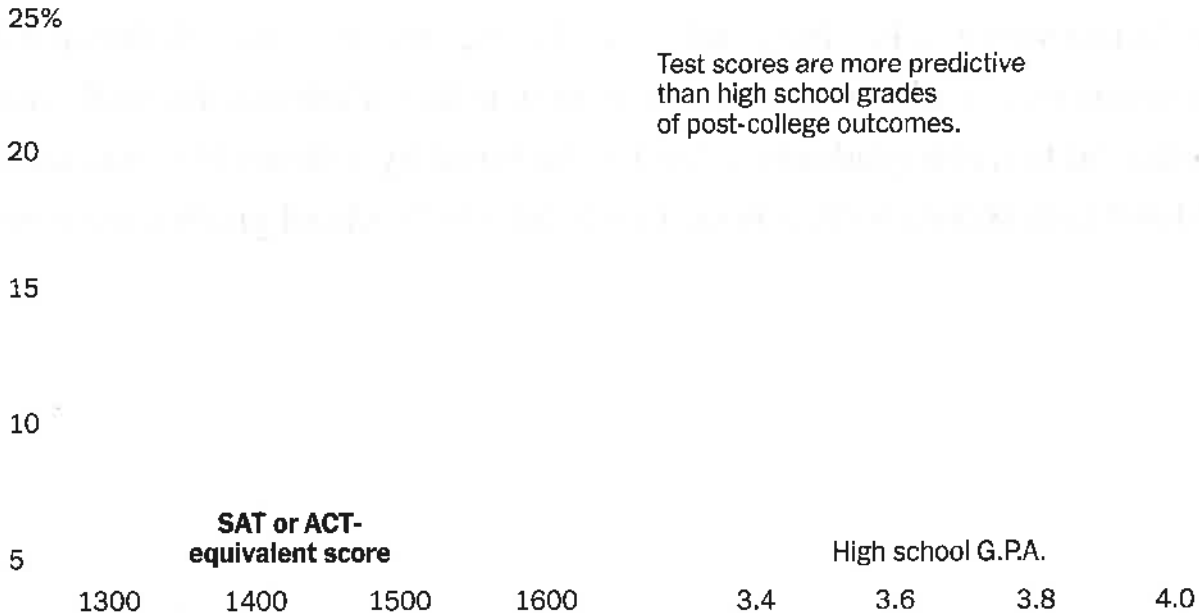 25%
Test scores are more predictive
than high school grades
of post-college outcomes.
20
15
10
5
SAT or ACT-
equivalent score
High school G.P.A.
1300 1400 1500 1600 3.4 3.6 3.8 4.0